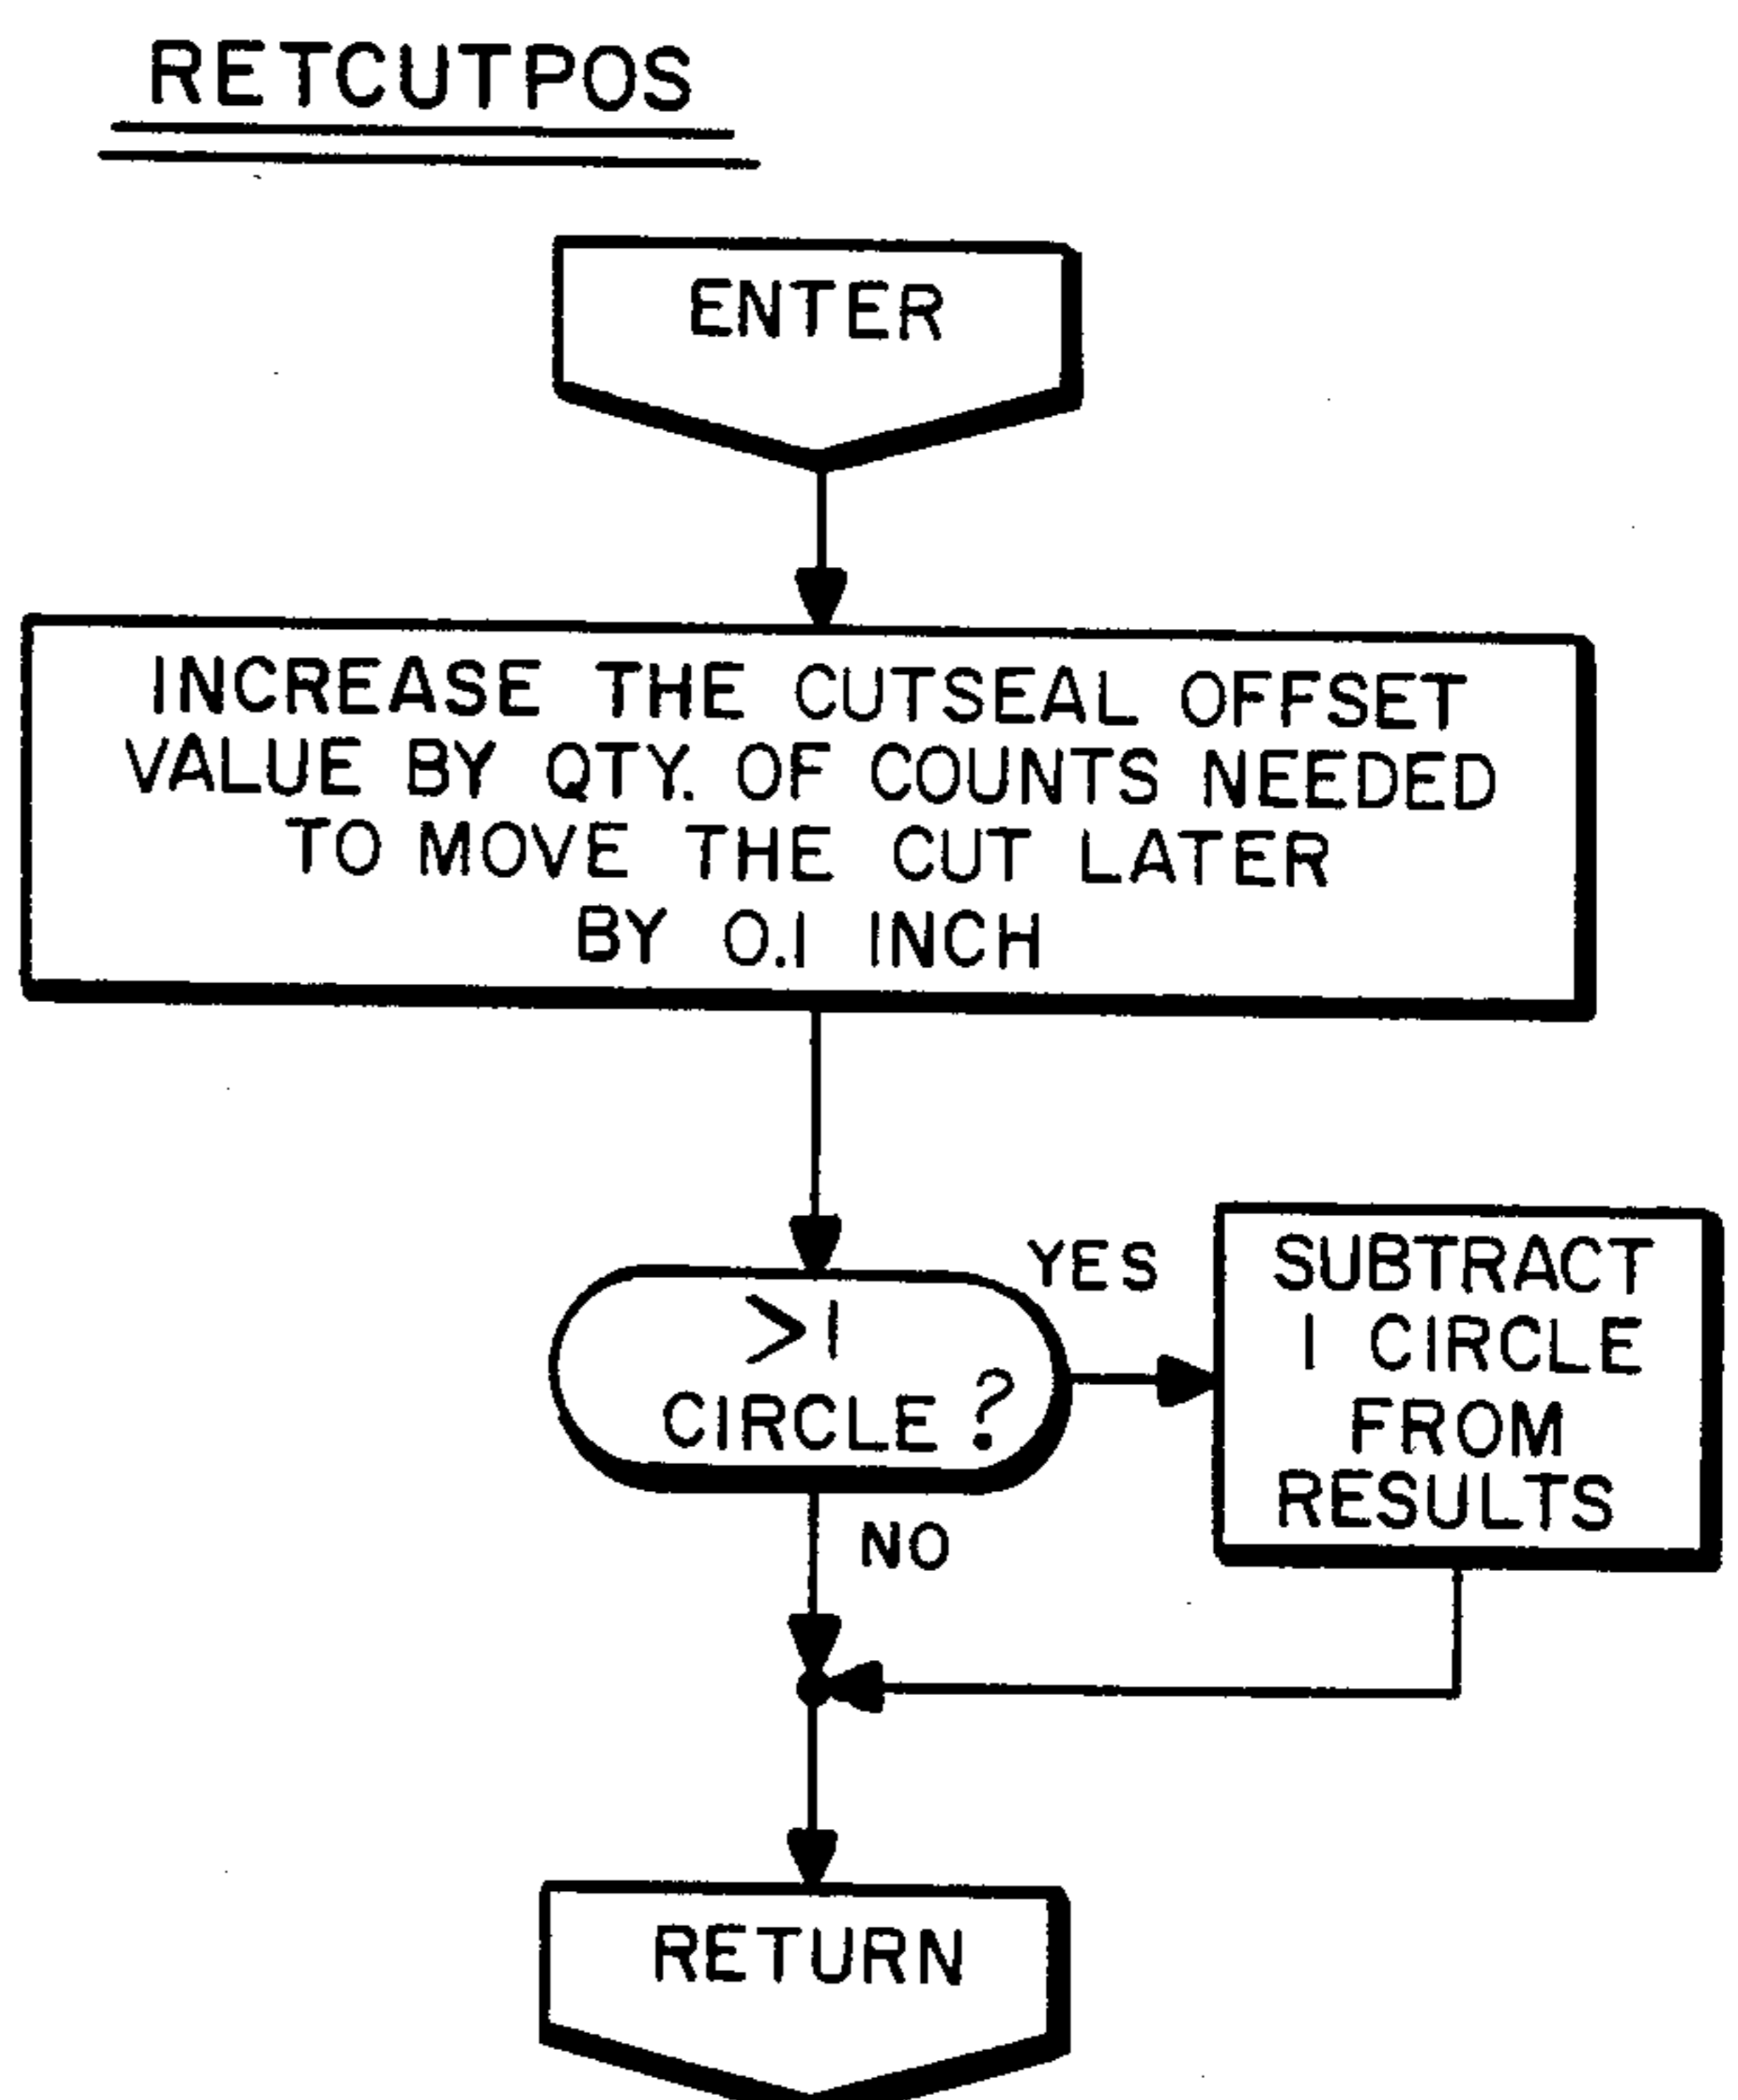 RETCUTPOS
ENTER
INCREASE THE CUTSEAL OFFSET
VALUE BY QTY. OF COUNTS NEEDED
TO MOVE THE CUT LATER
BY 0.1 INCH
>1
CIRCLE ?
YES
SUBTRACT
1 CIRCLE
FROM
RESULTS
NO
RETURN